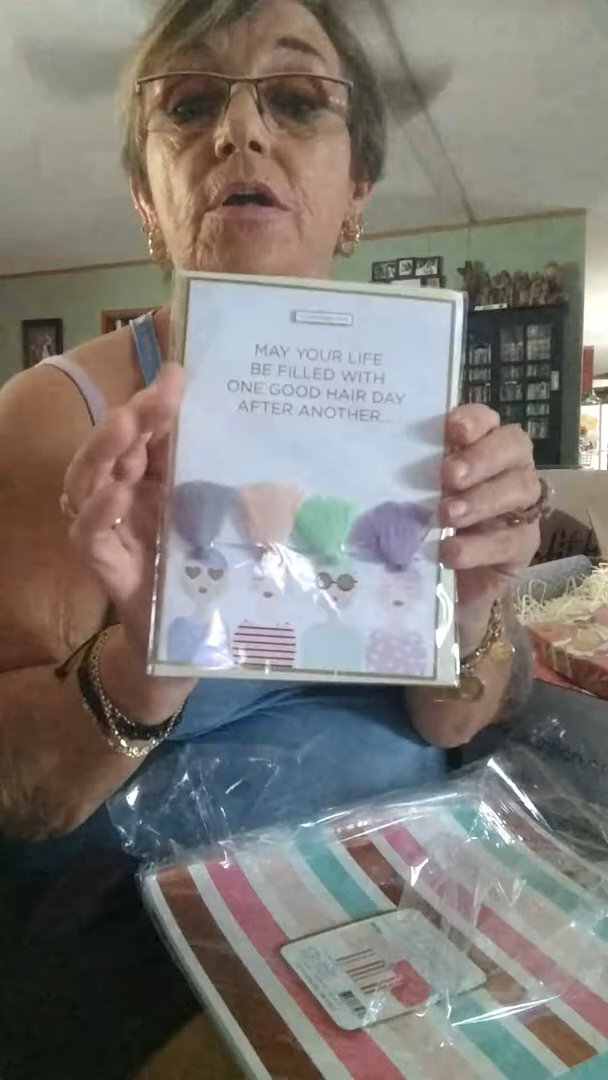 MAY YOUR LIFE
BE FILLED WITH
ONE GOOD HAIR DAY
AFTER ANOTHER...